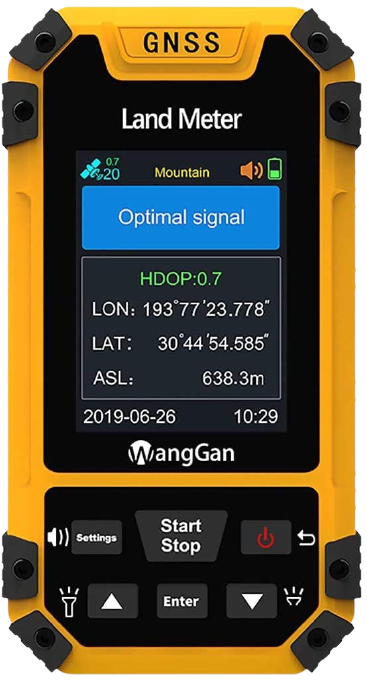 GNSS
Land Meter
0.7
20
Mountain
Optimal signal
HDOP:0.7
LON: 193°77'23.778"
LAT: 30°44'54.585"
ASL: 638.3m
2019-06-26 10:29
WangGan
Settings
Start
Stop
Enter